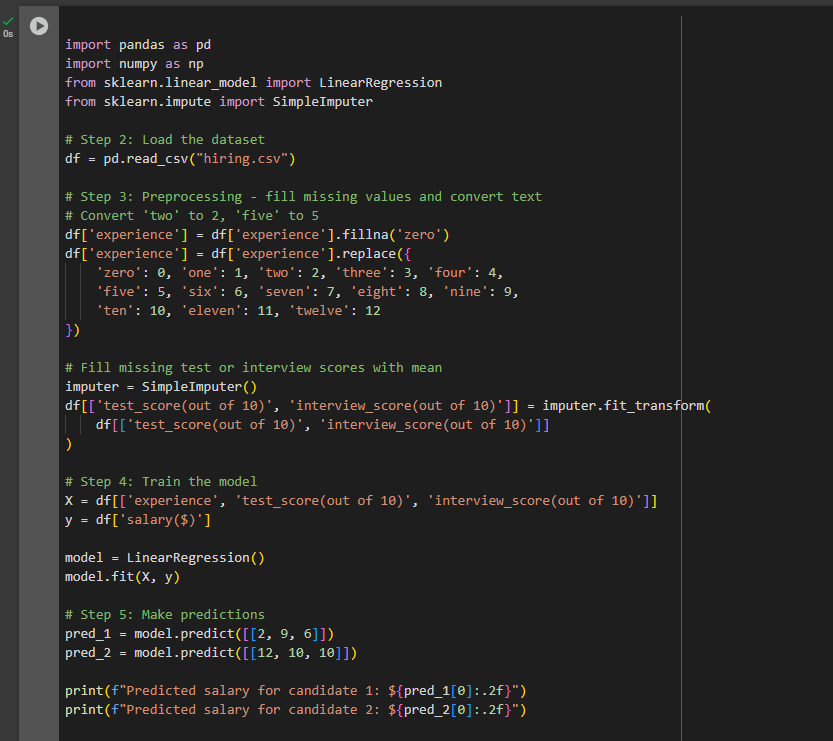 0s
import pandas as pd
import numpy as np
from sklearn.linear_model import LinearRegression
from sklearn.impute import SimpleImputer
# Step 2: Load the dataset
df = pd.read_csv("hiring.csv")
# Step 3: Preprocessing - fill missing values and convert text
# Convert 'two' to 2, 'five' to 5
df['experience'] = df['experience'].fillna('zero')
df['experience'] = df['experience'].replace({
    'zero': 0, 'one': 1, 'two': 2, 'three': 3, 'four': 4,
    'five': 5, 'six': 6, 'seven': 7, 'eight': 8, 'nine': 9,
    'ten': 10, 'eleven': 11, 'twelve': 12
})
# Fill missing test or interview scores with mean
imputer = SimpleImputer()
df[['test_score(out of 10)', 'interview_score(out of 10)']] = imputer.fit_transform(
    df[['test_score(out of 10)', 'interview_score(out of 10)']]
)
# Step 4: Train the model
X = df[['experience', 'test_score(out of 10)', 'interview_score(out of 10)']]
y = df['salary($)']
model = LinearRegression()
model.fit(X, y)
# Step 5: Make predictions
pred_1 = model.predict([[2, 9, 6]])
pred_2 = model.predict([[12, 10, 10]])
print(f"Predicted salary for candidate 1: ${pred_1[0]:.2f}")
print(f"Predicted salary for candidate 2: ${pred_2[0]:.2f}")